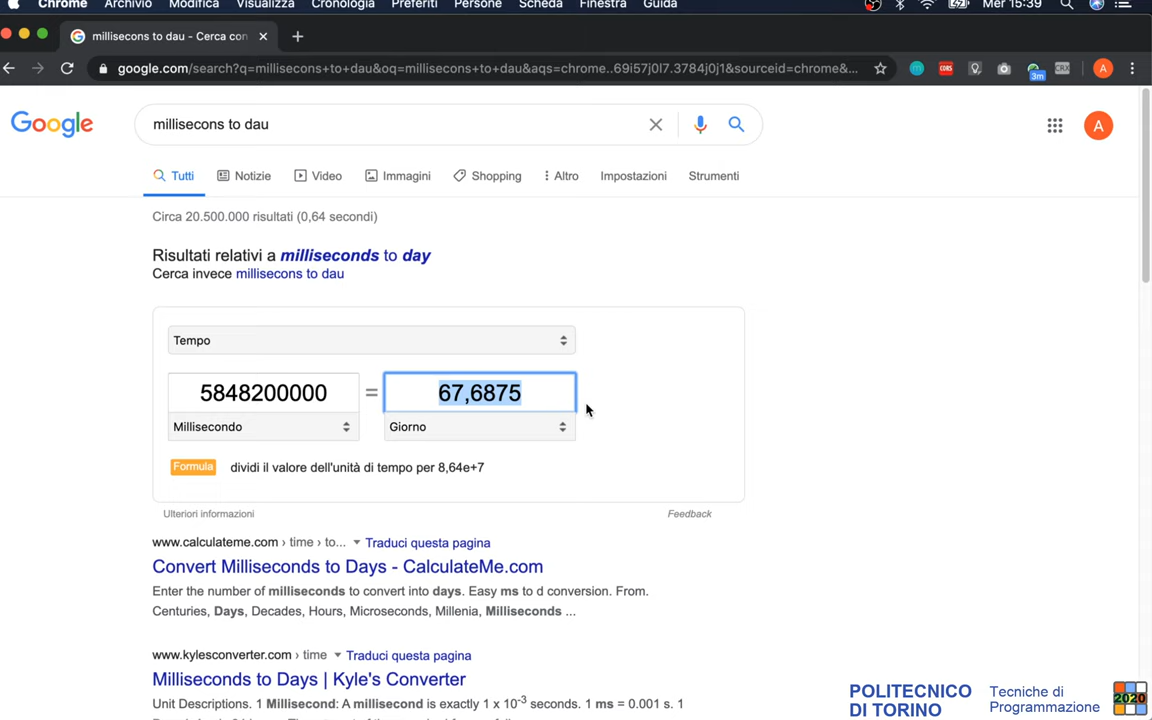 Chrome Archivio Modifica Visualizza Cronologia Preferiti Persone Scheda Finestra Guida Mer 15:39
millisecons to dau - Cerca con
google.com/search?q=millisecons+to+dau&oq=millisecons+to+dau&aqs=chrome..69i57j0l7.3784j0j1&sourceid=chrome&... CORS 3m CRX A
Google millisecons to dau A
Tutti Notizie Video Immagini Shopping Altro Impostazioni Strumenti
Circa 20.500.000 risultati (0,64 secondi)
Risultati relativi a milliseconds to day
Cerca invece millisecons to dau
Tempo
5848200000 = 67,6875
Millisecondo Giorno
Formula dividi il valore dell'unità di tempo per 8,64e+7
Ulteriori informazioni Feedback
www.calculateme.com › time › to... Traduci questa pagina
Convert Milliseconds to Days - CalculateMe.com
Enter the number of milliseconds to convert into days. Easy ms to d conversion. From.
Centuries, Days, Decades, Hours, Microseconds, Millenia, Milliseconds ...
www.kylesconverter.com › time Traduci questa pagina
Milliseconds to Days | Kyle's Converter
Unit Descriptions. 1 Millisecond: A millisecond is exactly 1 x 10-3 seconds. 1 ms = 0.001 s. 1
POLITECNICO
DI TORINO
Tecniche di
Programmazione
2020